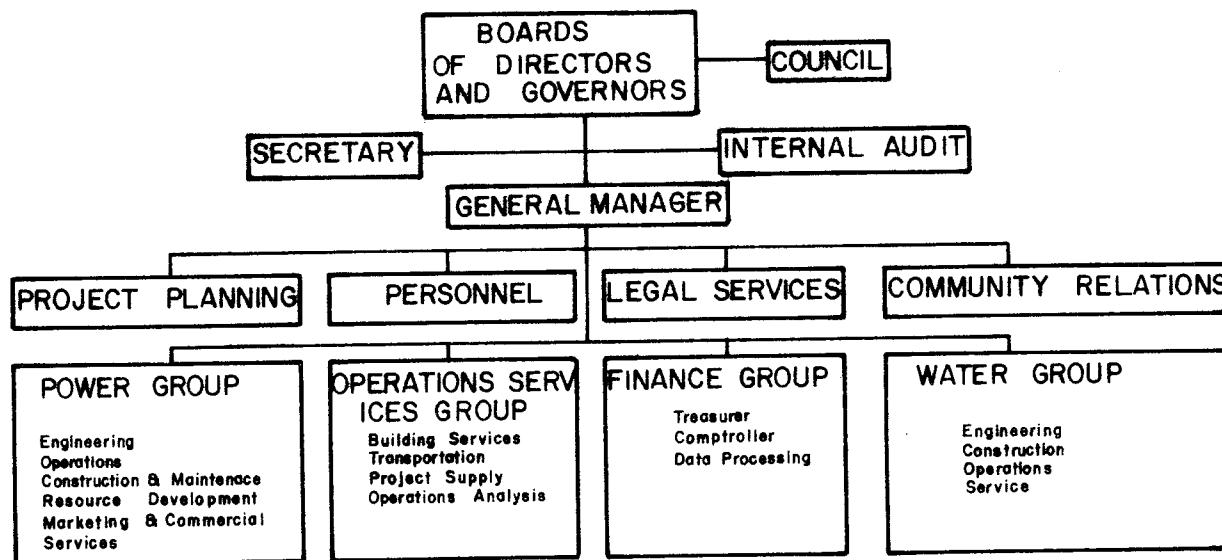 BOARDS
OF DIRECTORS
AND GOVERNORS
COUNCIL
SECRETARY
INTERNAL AUDIT
GENERAL MANAGER
PROJECT PLANNING
PERSONNEL
LEGAL SERVICES
COMMUNITY RELATIONS
POWER GROUP
Engineering
Operations
Construction & Maintenace
Resource Development
Marketing & Commercial
Services
OPERATIONS SERV
ICES GROUP
Building Services
Transportation
Project Supply
Operations Analysis
FINANCE GROUP
Treasurer
Comptroller
Data Processing
WATER GROUP
Engineering
Construction
Operations
Service